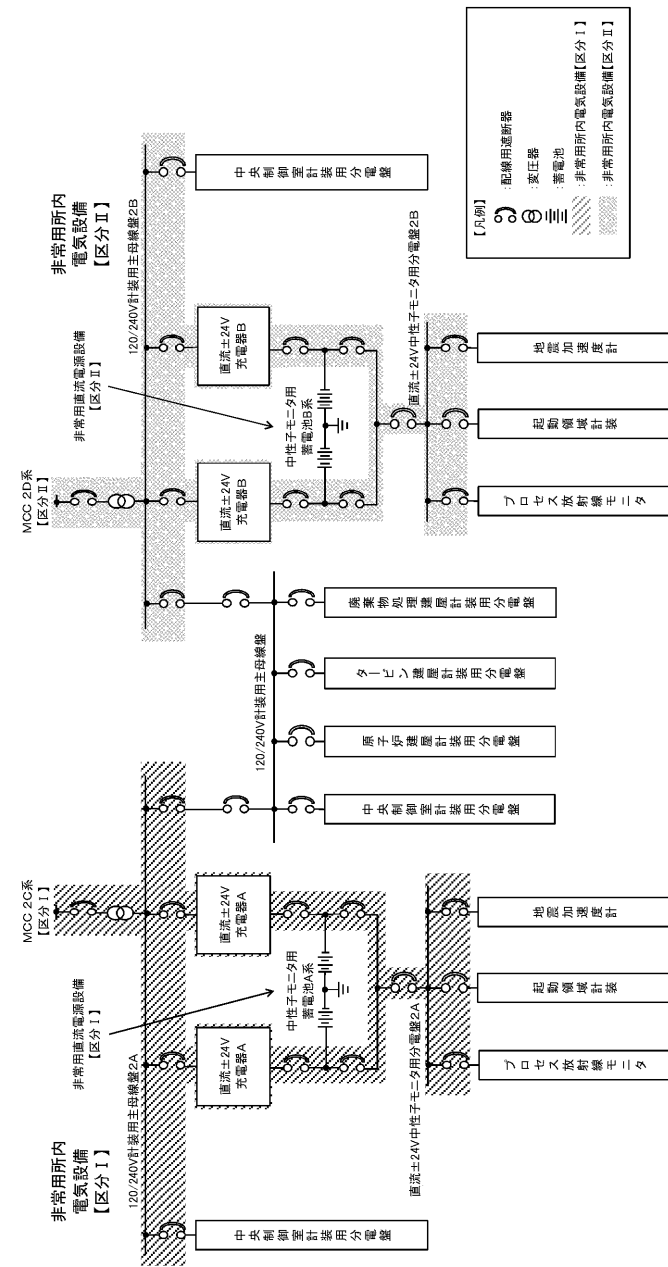 非常用所内
電気設備
【区分Ⅰ】
120/240V計装用主母線盤2A
非常用直流電源設備
【区分Ⅰ】
MCC 2C系
【区分Ⅰ】
直流±24V
充電器A
直流±24V
充電器A
中性子モニタ用
蓄電池A系
直流±24V中性子モニタ用分電盤2A
中央制御室計装用分電盤
プロセス放射線モニタ
起動領域計装
地震加速度計
120/240V計装用主母線盤
中央制御室計装用分電盤
原子炉建屋計装用分電盤
タービン建屋計装用分電盤
廃棄物処理建屋計装用分電盤
MCC 2D系
【区分Ⅱ】
非常用直流電源設備
【区分Ⅱ】
120/240V計装用主母線盤2B
非常用所内
電気設備
【区分Ⅱ】
直流±24V
充電器B
直流±24V
充電器B
中性子モニタ用
蓄電池B系
直流±24V中性子モニタ用分電盤2B
プロセス放射線モニタ
起動領域計装
地震加速度計
中央制御室計装用分電盤
【凡例】
:配線用遮断器
:変圧器
:蓄電池
:非常用所内電気設備【区分Ⅰ】
:非常用所内電気設備【区分Ⅱ】